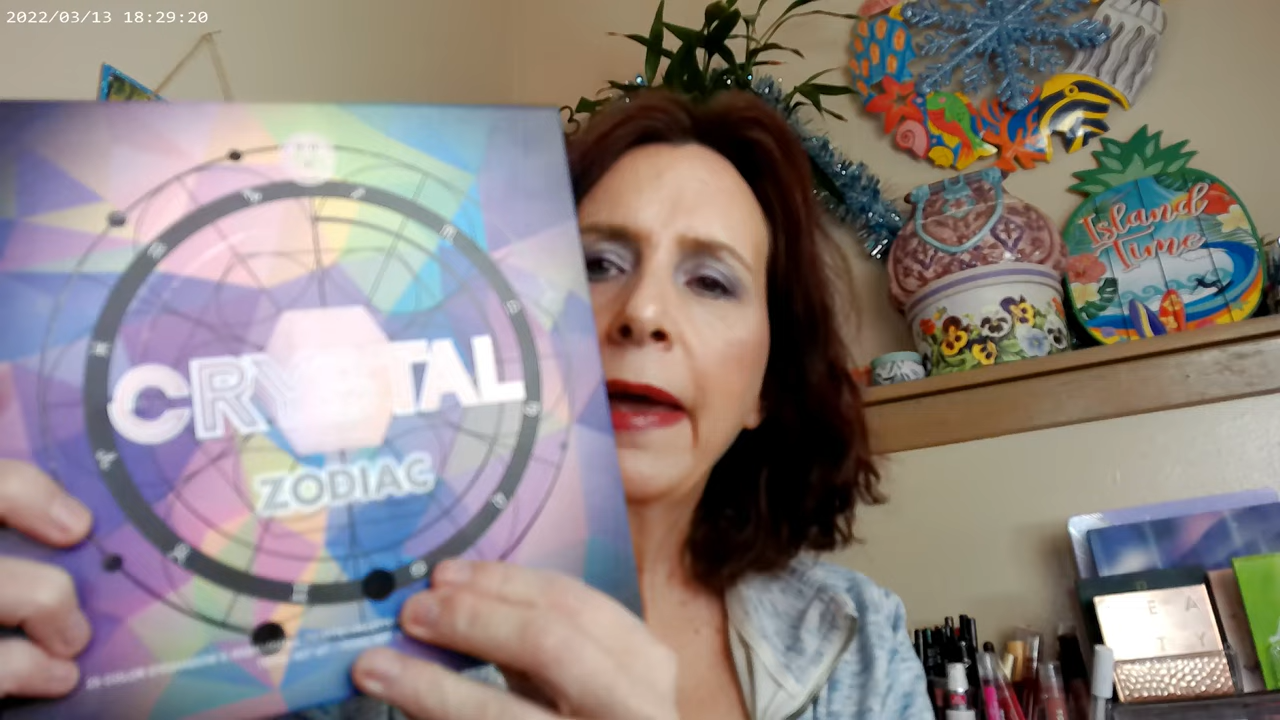 2022/03/13 18:29:20
CRYSTAL
ZODIAC
Island
Time
E A
T Y